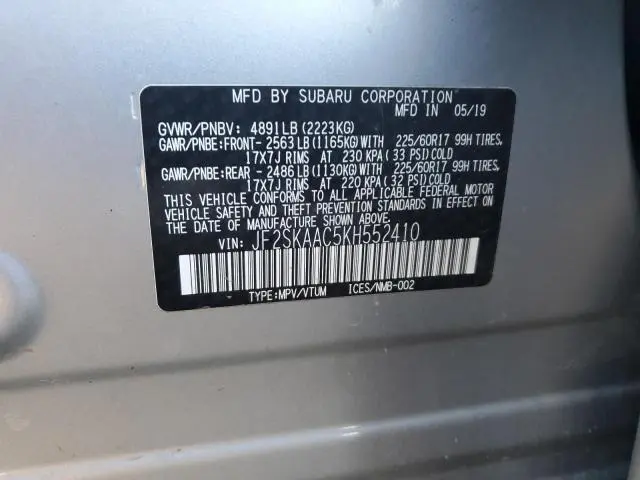 MFD BY SUBARU CORPORATION
MFD IN 05/19
GVWR/PNBV: 4891LB(2223KG)
GAWR/PNBE:FRONT-2563LB(1165KG)WITH 225/60R17 99H TIRES,
17X7J RIMS AT 230 KPA( 33 PSI)COLD
GAWR/PNBE:REAR -2486LB(1130KG)WITH 225/60R17 99H TIRES,
17X7J RIMS AT 220 KPA( 32 PSI)COLD
THIS VEHICLE CONFORMS TO ALL APPLICABLE FEDERAL MOTOR
VEHICLE SAFETY AND THEFT PREVENTION STANDARDS IN EFFECT ON
THE DATE OF MANUFACTURE SHOWN ABOVE.
VIN: JF2SKAAC5KH552410
TYPE:MPV/VTUM ICES/NMB-002